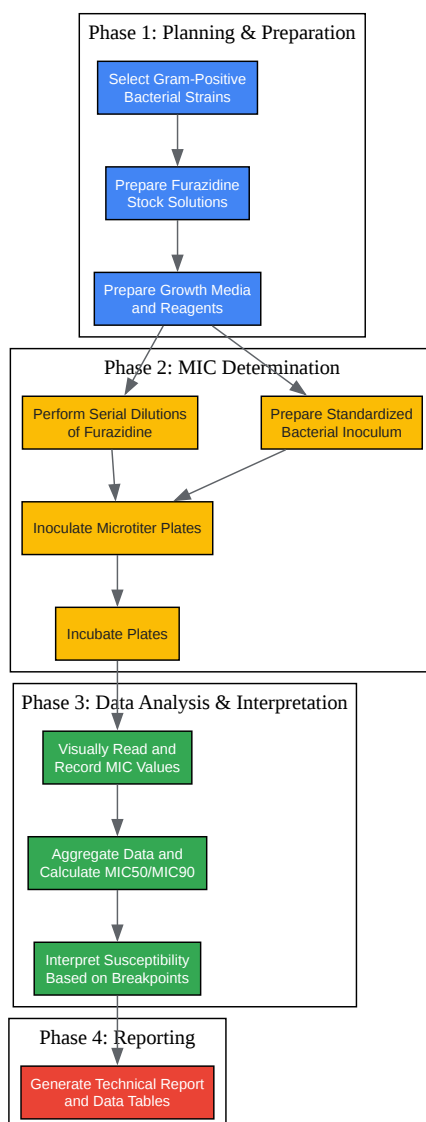 Phase 1: Planning & Preparation
Select Gram-Positive
Bacterial Strains
Prepare Furazidine
Stock Solutions
Prepare Growth Media
and Reagents
Phase 2: MIC Determination
Perform Serial Dilutions
of Furazidine
Prepare Standardized
Bacterial Inoculum
Inoculate Microtiter Plates
Incubate Plates
Phase 3: Data Analysis & Interpretation
Visually Read and
Record MIC Values
Aggregate Data and
Calculate MIC50/MIC90
Interpret Susceptibility
Based on Breakpoints
Phase 4: Reporting
Generate Technical Report
and Data Tables